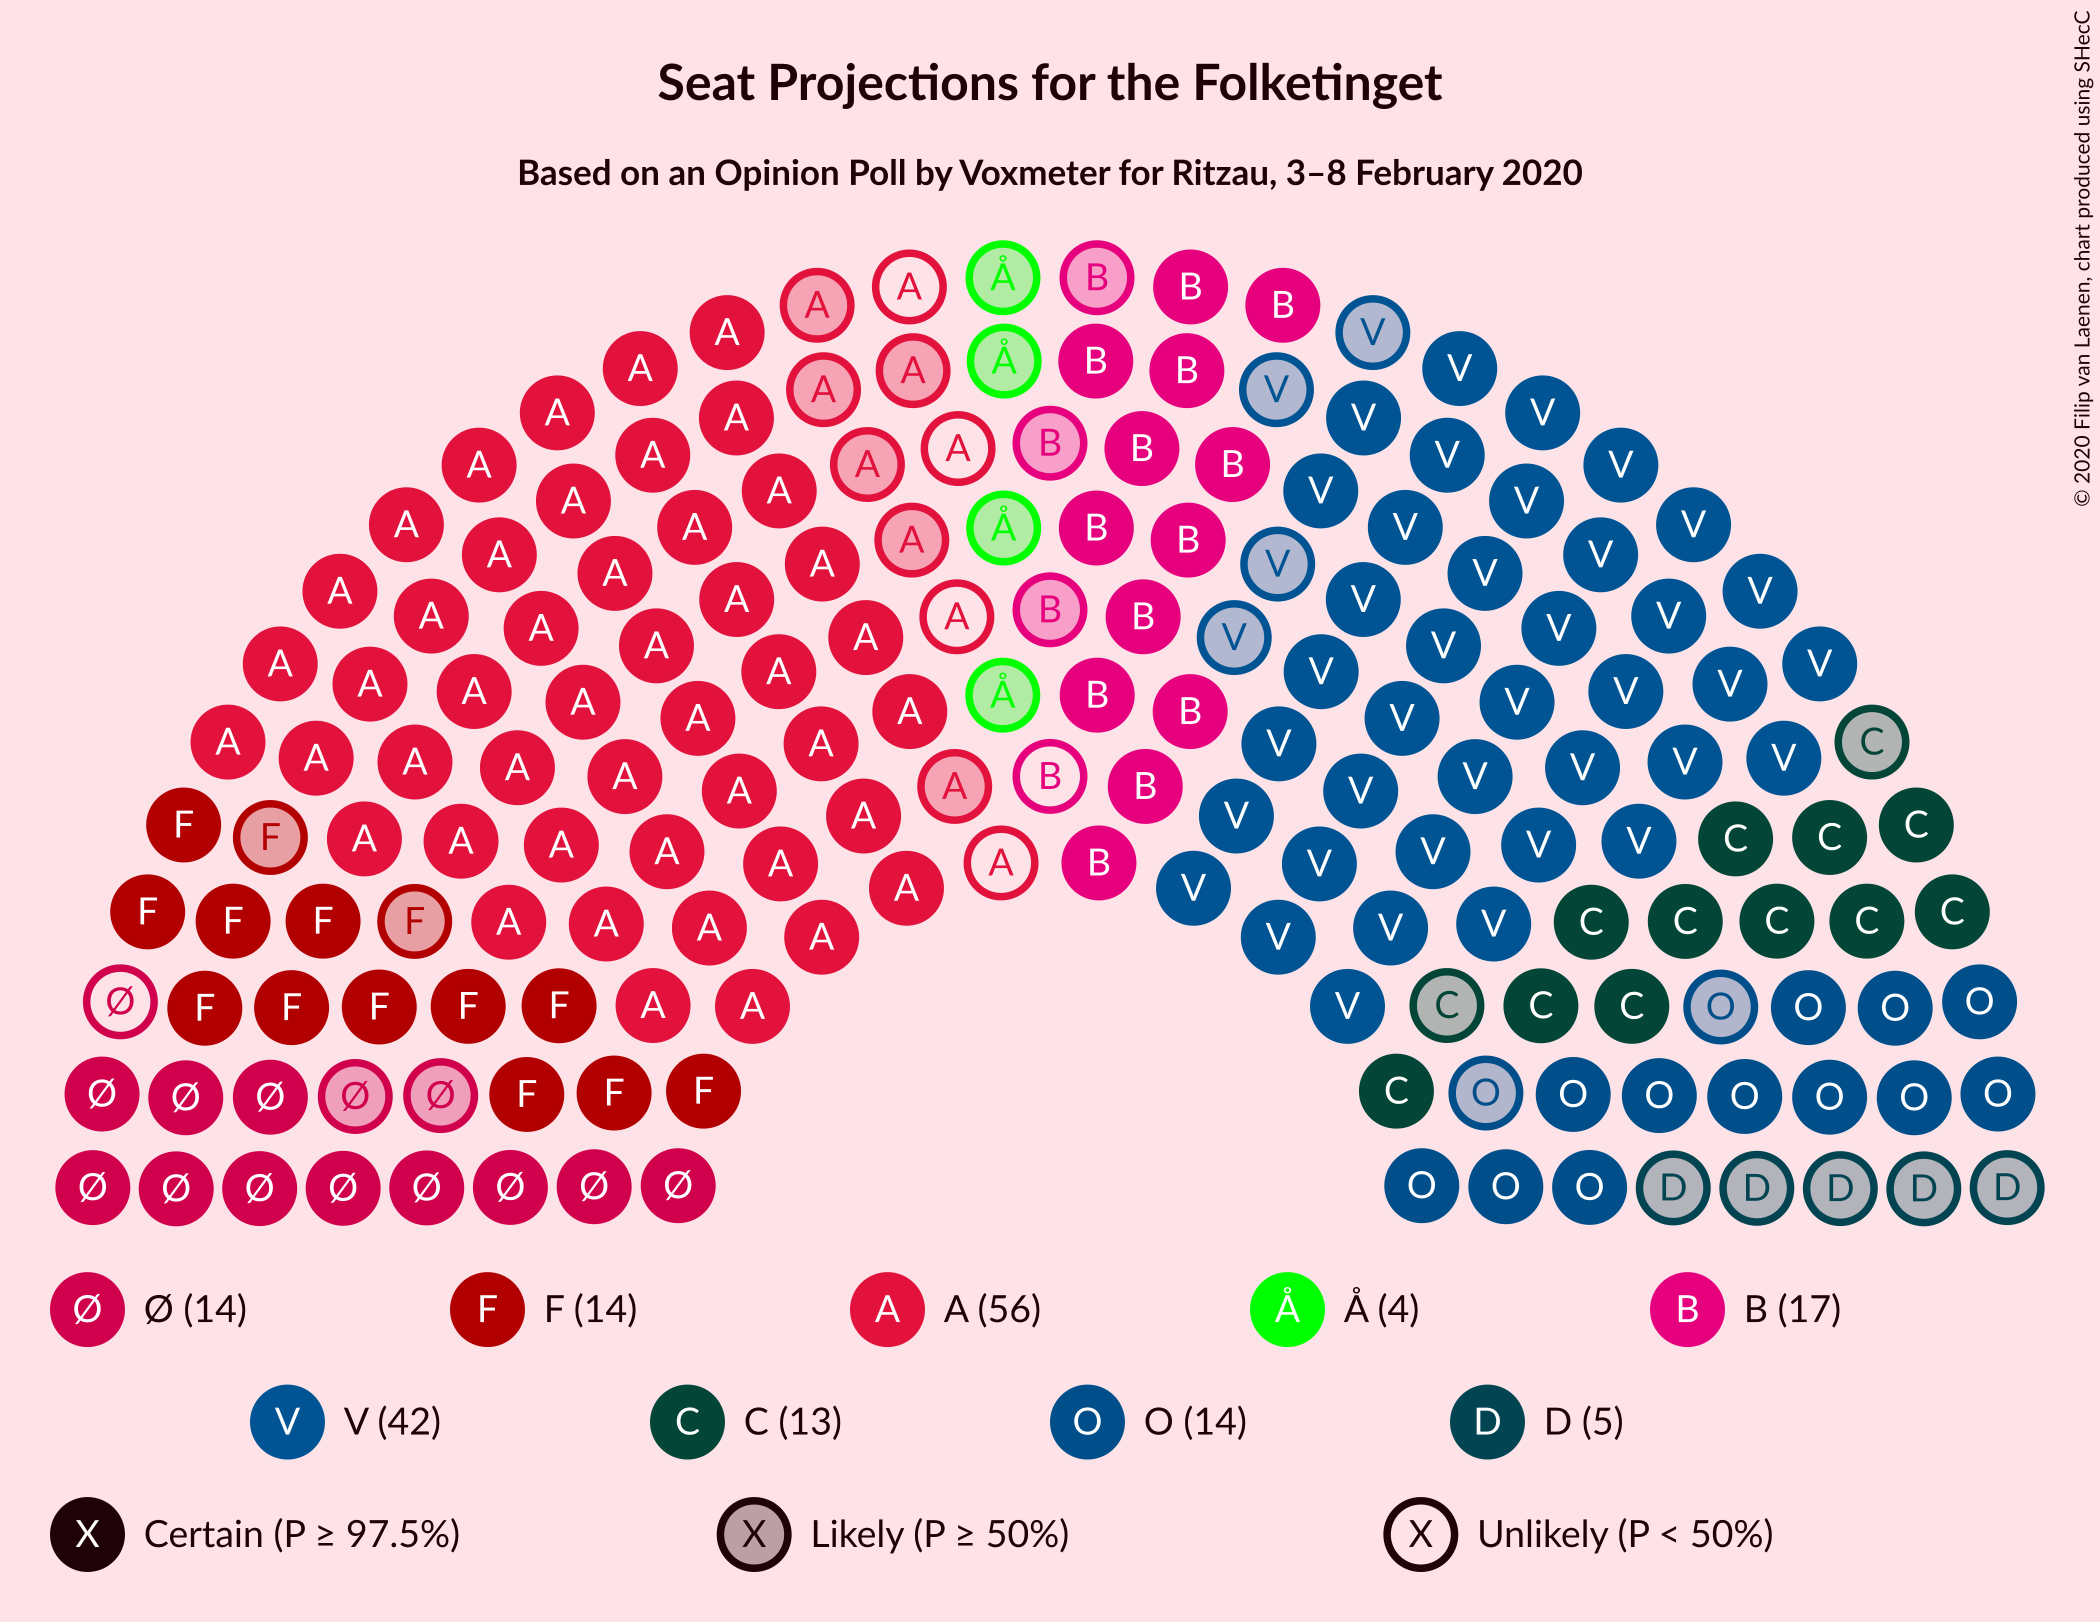 © 2020 Filip van Laenen, chart produced using SHecC
Seat Projections for the Folketinget
Based on an Opinion Poll by Voxmeter for Ritzau, 3–8 February 2020
A A A Å B B B V
A A A A A Å B B V V V V
A A A A A A B B B V V V V
A A A A A A Å B B V V V V V
A A A A A A A B B V V V V V V
A A A A A A A Å B B V V V V V V
A A A A A A A A B B V V V V V V C
F F A A A A A A A A B V V V V V V C C C
F F F F A A A A V V V C C C C C
Ø F F F F F A A V C C C O O O O
Ø Ø Ø Ø Ø F F F C O O O O O O O
Ø Ø Ø Ø Ø Ø Ø Ø O O O D D D D D
Ø Ø (14) F F (14) A A (56) Å Å (4) B B (17)
V V (42) C C (13) O O (14) D D (5)
X Certain (P ≥ 97.5%) X Likely (P ≥ 50%) X Unlikely (P < 50%)